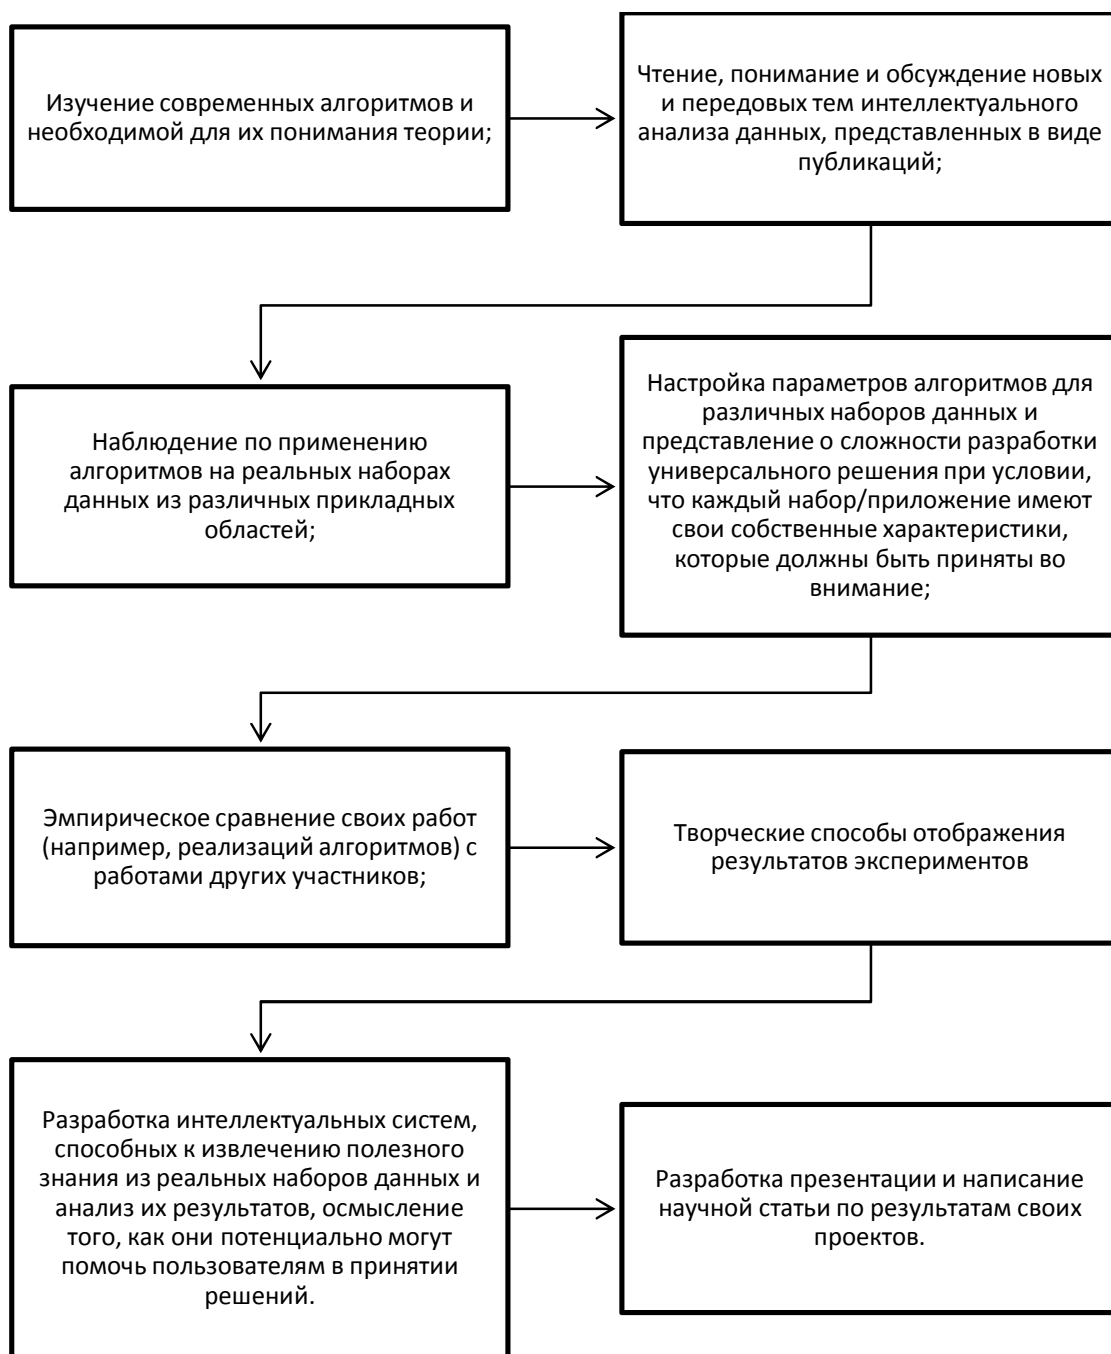 Изучение современных алгоритмов и
необходимой для их понимания теории;
Чтение, понимание и обсуждение новых
и передовых тем интеллектуального
анализа данных, представленных в виде
публикаций;
Наблюдение по применению
алгоритмов на реальных наборах
данных из различных прикладных
областей;
Настройка параметров алгоритмов для
различных наборов данных и
представление о сложности разработки
универсального решения при условии,
что каждый набор/приложение имеют
свои собственные характеристики,
которые должны быть приняты во
внимание;
Эмпирическое сравнение своих работ
(например, реализаций алгоритмов) с
работами других участников;
Творческие способы отображения
результатов экспериментов
Разработка интеллектуальных систем,
способных к извлечению полезного
знания из реальных наборов данных и
анализ их результатов, осмысление
того, как они потенциально могут
помочь пользователям в принятии
решений.
Разработка презентации и написание
научной статьи по результатам своих
проектов.